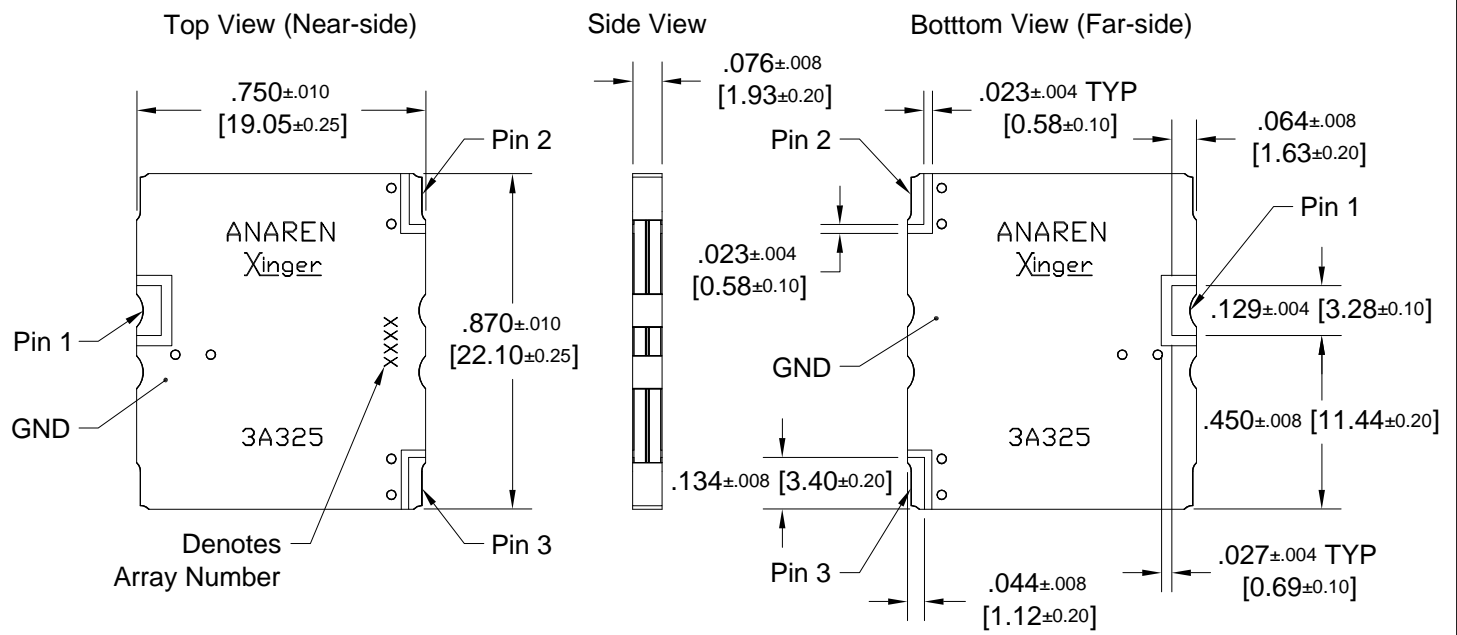 Top View (Near-side)
Side View
Botttom View (Far-side)
.750±.010
[19.05±0.25]
.076±.008
[1.93±0.20]
.023±.004 TYP
[0.58±0.10]
.064±.008
[1.63±0.20]
Pin 2
Pin 2
Pin 1
ANAREN
Xinger
ANAREN
Xinger
.023±.004
[0.58±0.10]
.129±.004 [3.28±0.10]
Pin 1
XXXX
.870±.010
[22.10±0.25]
GND
GND
3A325
3A325
.450±.008 [11.44±0.20]
.134±.008 [3.40±0.20]
Denotes
Array Number
Pin 3
Pin 3
.044±.008
[1.12±0.20]
.027±.004 TYP
[0.69±0.10]